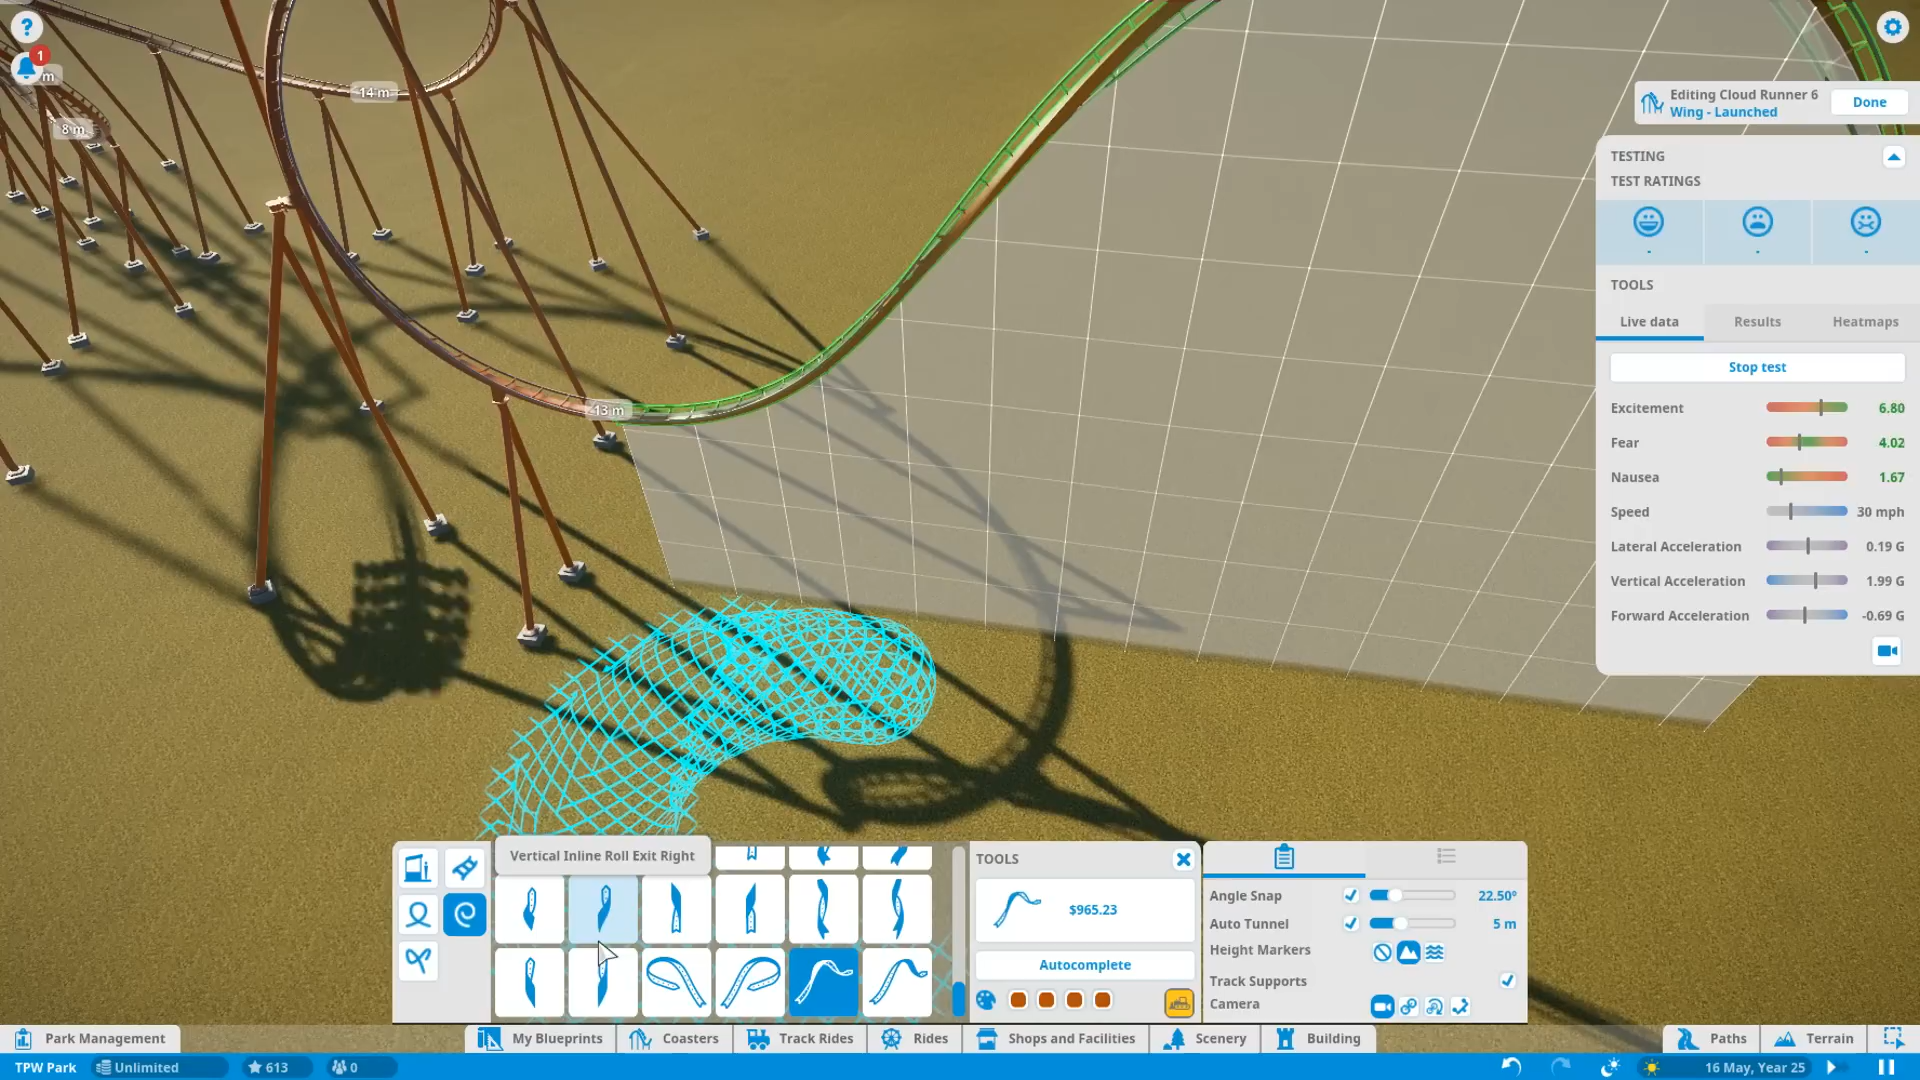 ?
1
m
14 m
8 m
13 m
Editing Cloud Runner 6
Wing - Launched
Done
TESTING
TEST RATINGS
-
-
-
TOOLS
Live data
Results
Heatmaps
Stop test
Excitement
6.80
Fear
4.02
Nausea
1.67
Speed
30 mph
Lateral Acceleration
0.19 G
Vertical Acceleration
1.99 G
Forward Acceleration
-0.69 G
Vertical Inline Roll Exit Right
TOOLS
$965.23
Autocomplete
Angle Snap
22.50°
Auto Tunnel
5 m
Height Markers
Track Supports
Camera
Park Management
My Blueprints
Coasters
Track Rides
Rides
Shops and Facilities
Scenery
Building
Paths
Terrain
TPW Park
Unlimited
613
0
16 May, Year 25